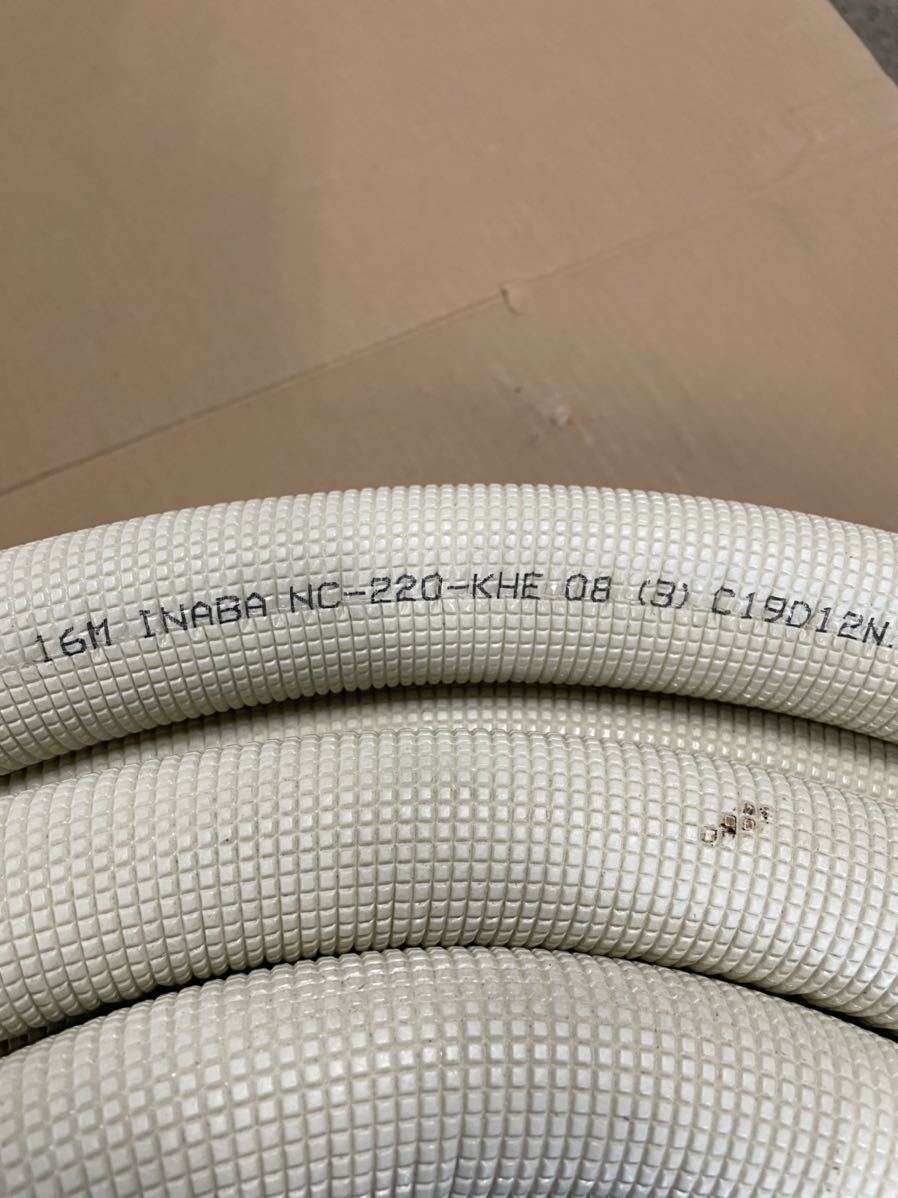 16M INABA NC-220-KHE 08 (3) C19D12N.